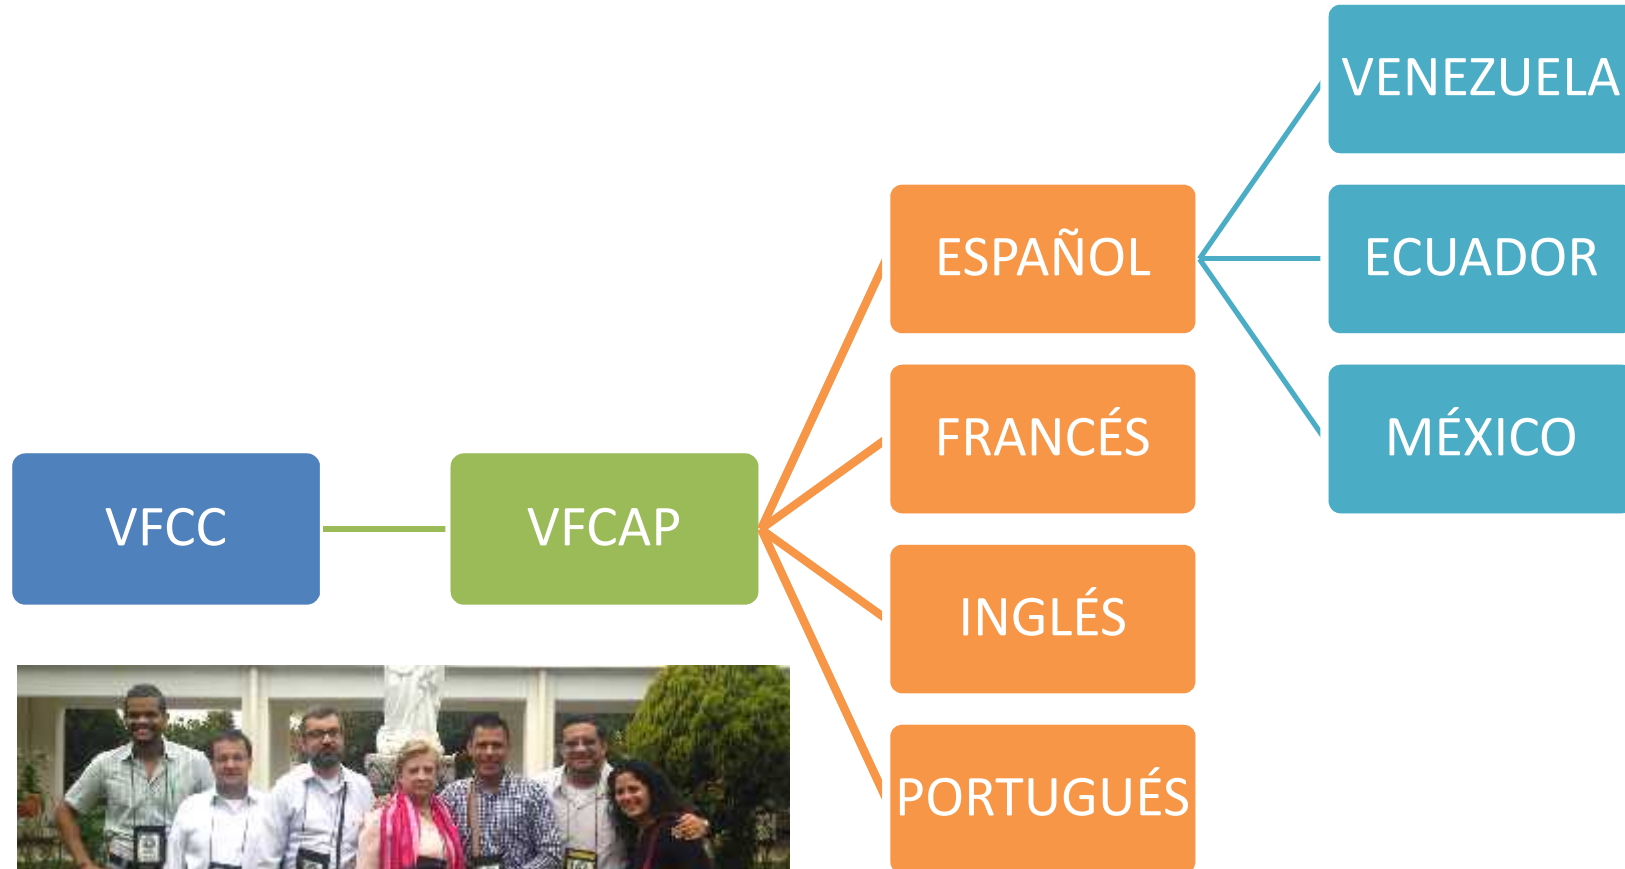 VFCC
VFCAP
ESPAÑOL
FRANCÉS
INGLÉS
PORTUGUÉS
VENEZUELA
ECUADOR
MÉXICO